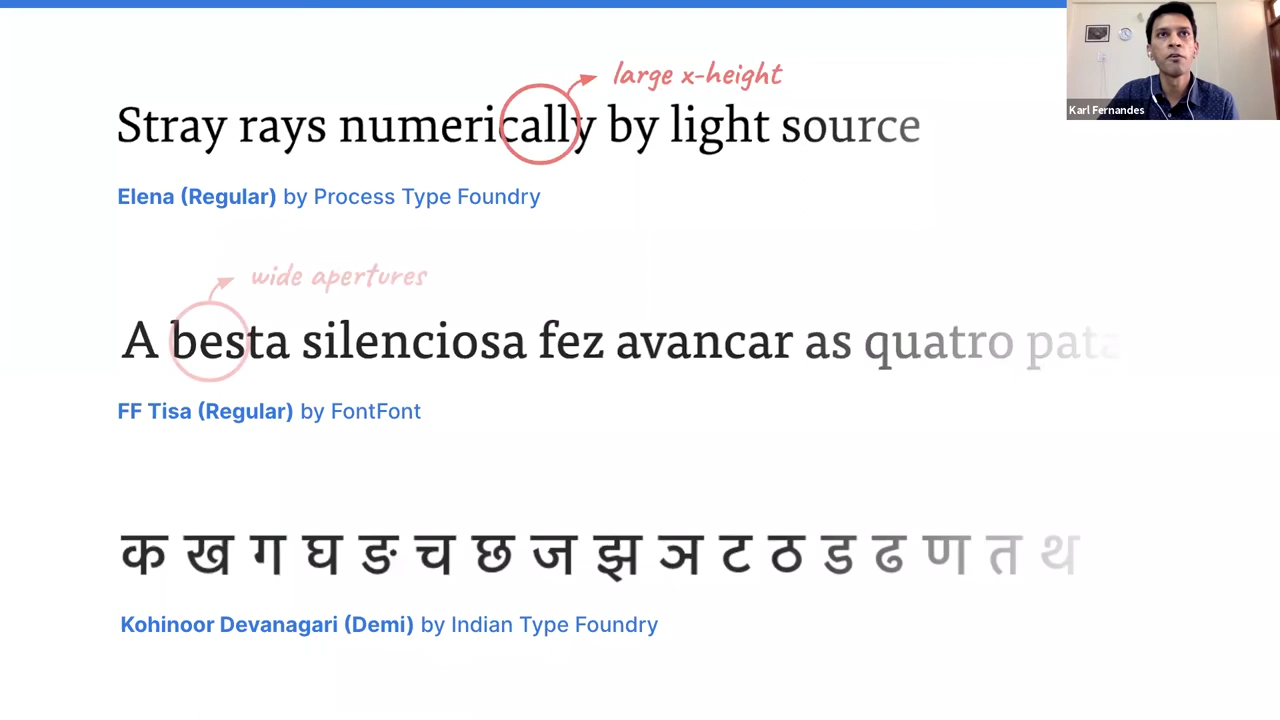 large x-height
Stray rays numerically by light source
Karl Fernandes
Elena (Regular) by Process Type Foundry
wide apertures
A besta silenciosa fez avancar as quatro pata
FF Tisa (Regular) by FontFont
क ख ग घ ङ च छ ज झ ञ ट ठ ड ढ ण त थ
Kohinoor Devanagari (Demi) by Indian Type Foundry